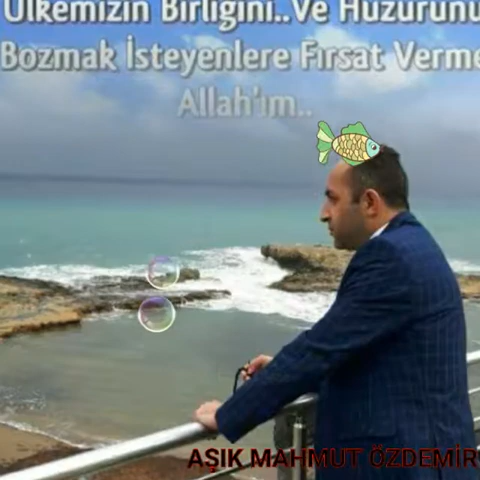 Ülkemizin Birliğini..Ve Huzurunu
Bozmak İsteyenlere Fırsat Verme
Allah'ım..
AŞIK MAHMUT ÖZDEMİR